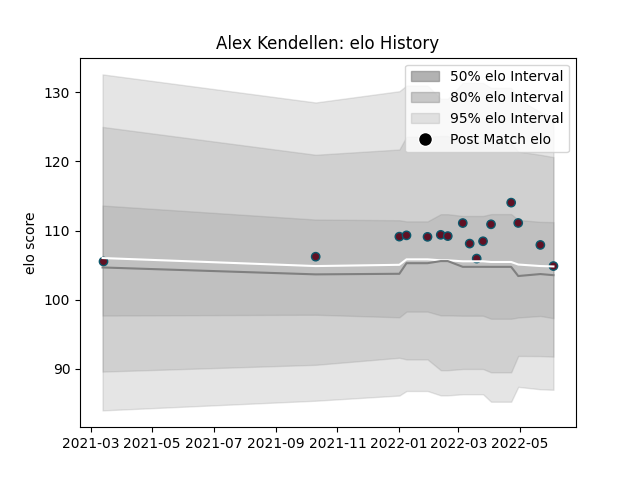 Alex Kendellen: elo History
50% elo Interval
80% elo Interval
95% elo Interval
Post Match elo
elo score
130
120
110
100
90
2021-03 2021-05 2021-07 2021-09 2021-11 2022-01 2022-03 2022-05